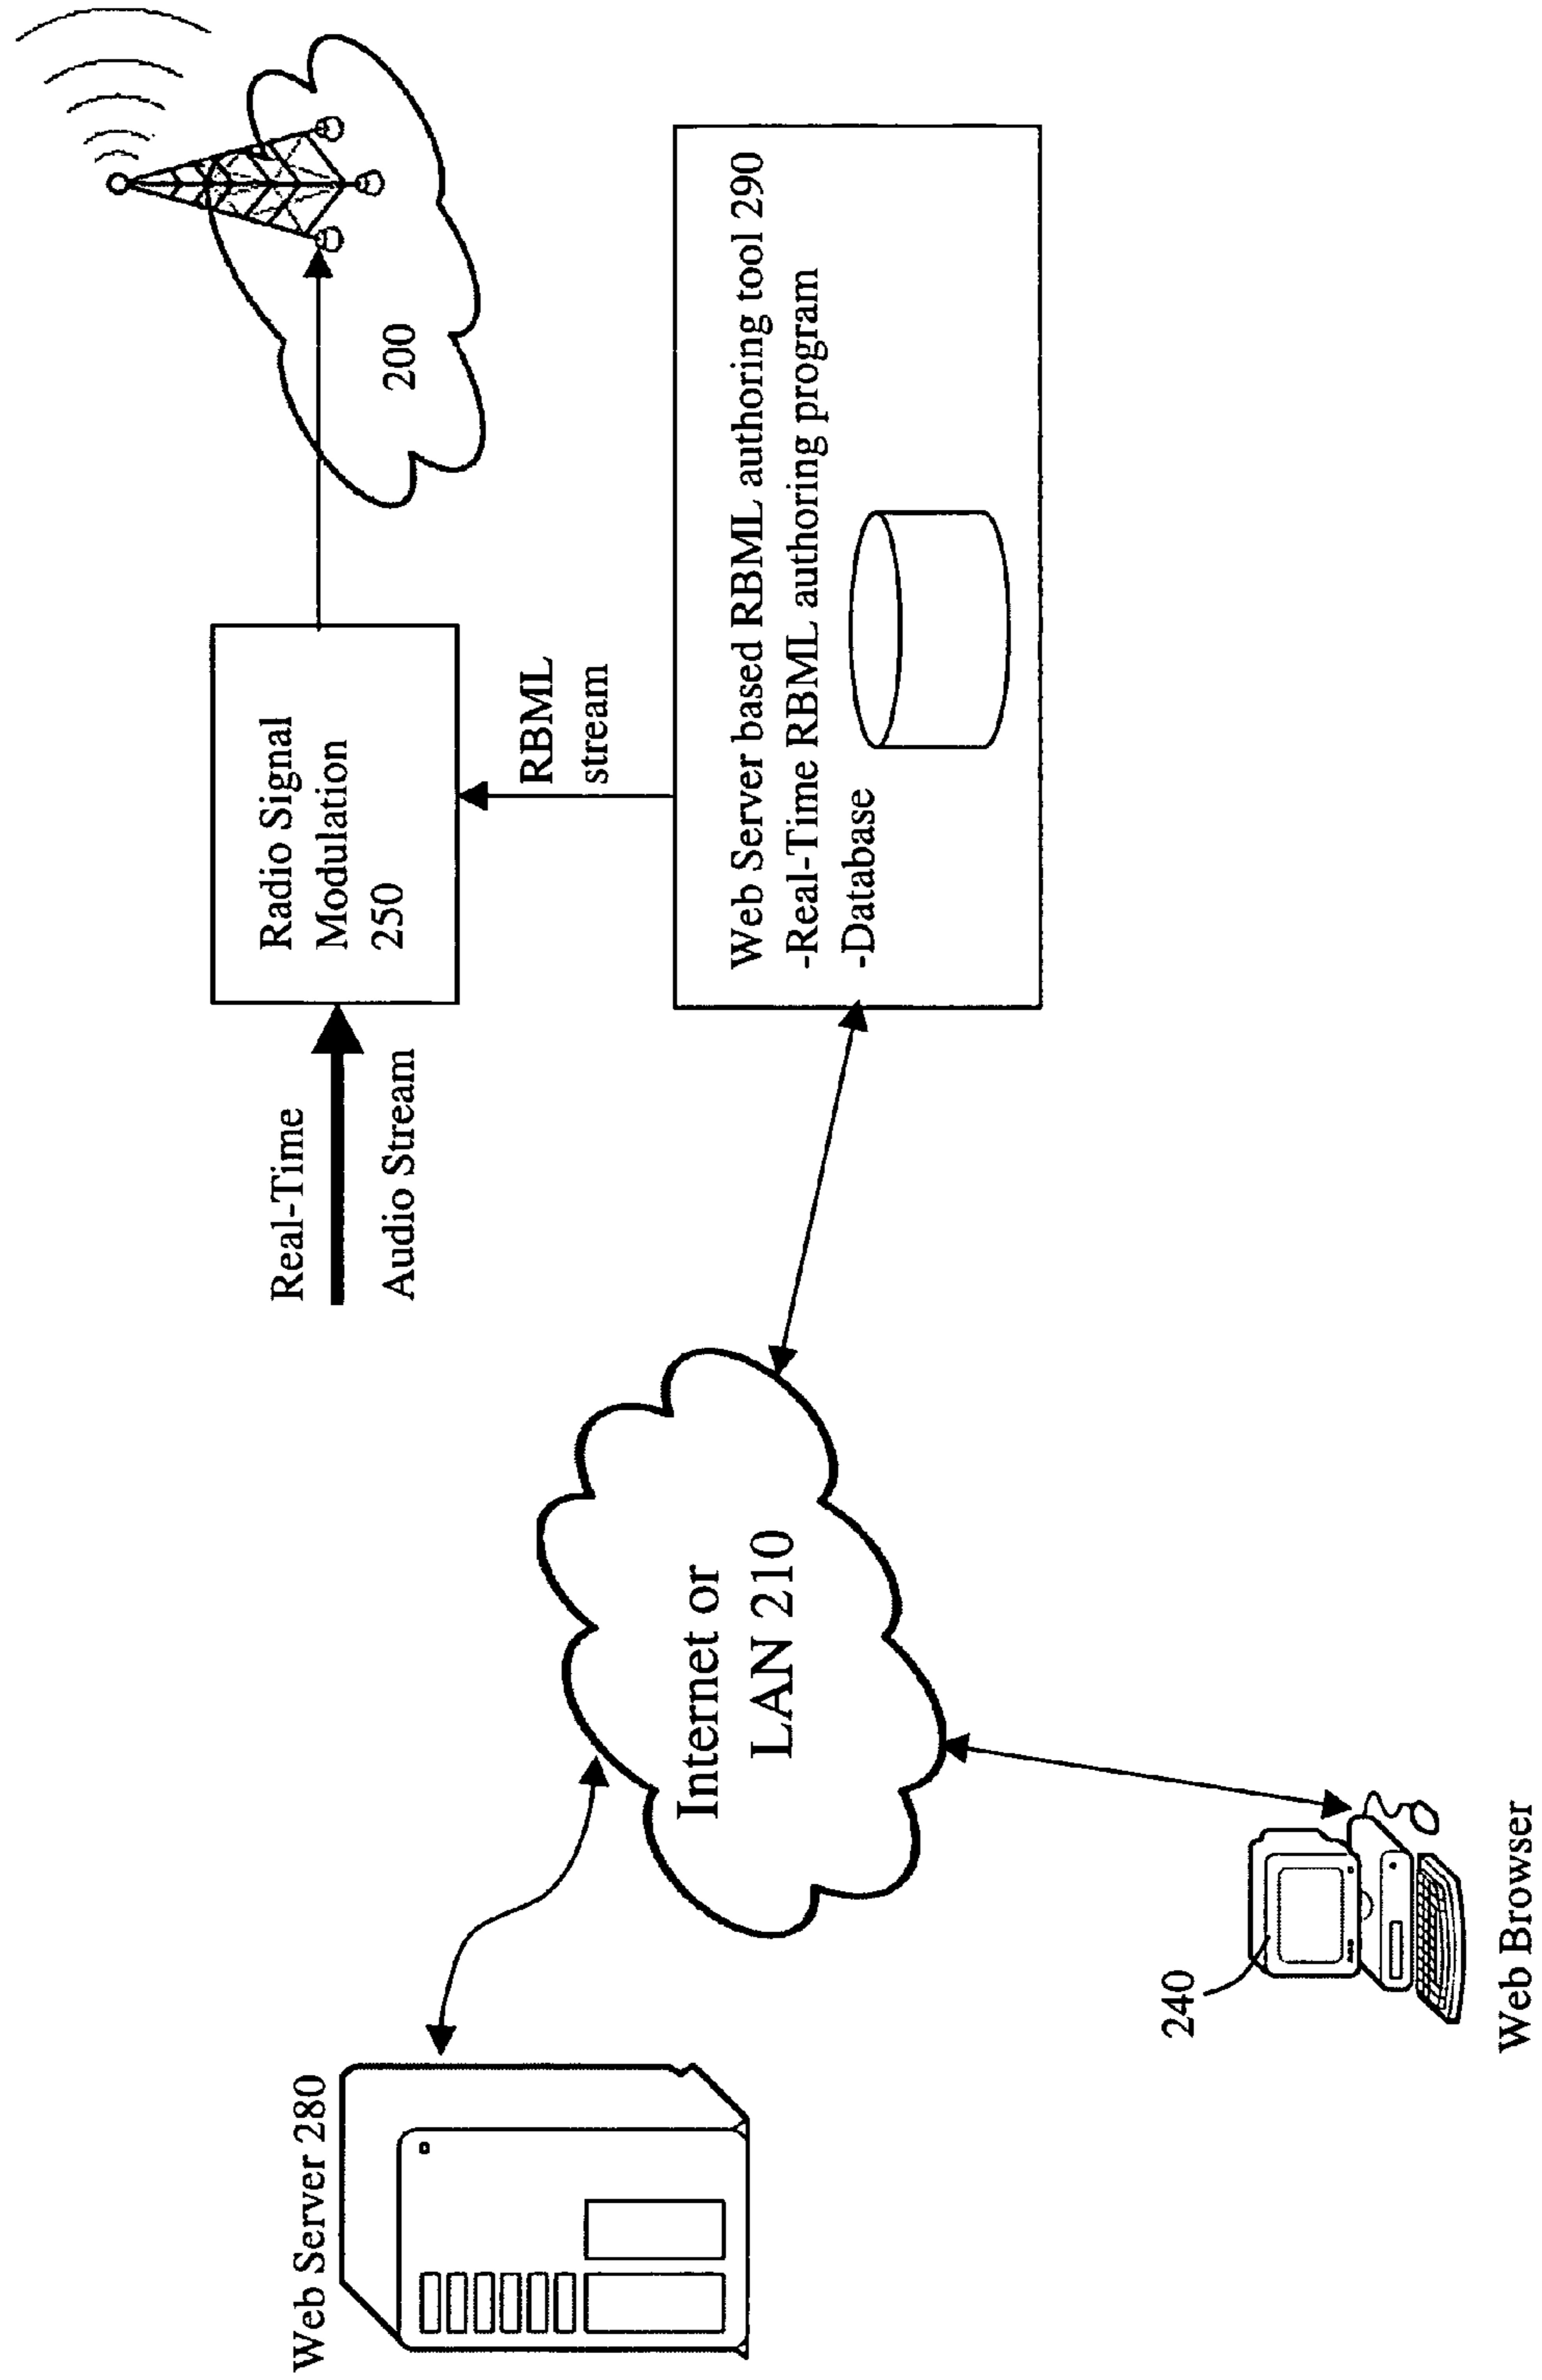 Web Server 280
Internet or
LAN 210
240
Web Browser
Real-Time
Audio Stream
Radio Signal
Modulation
250
RBML
stream
200
Web Server based RBML authoring tool 290
-Real-Time RBML authoring program
-Database